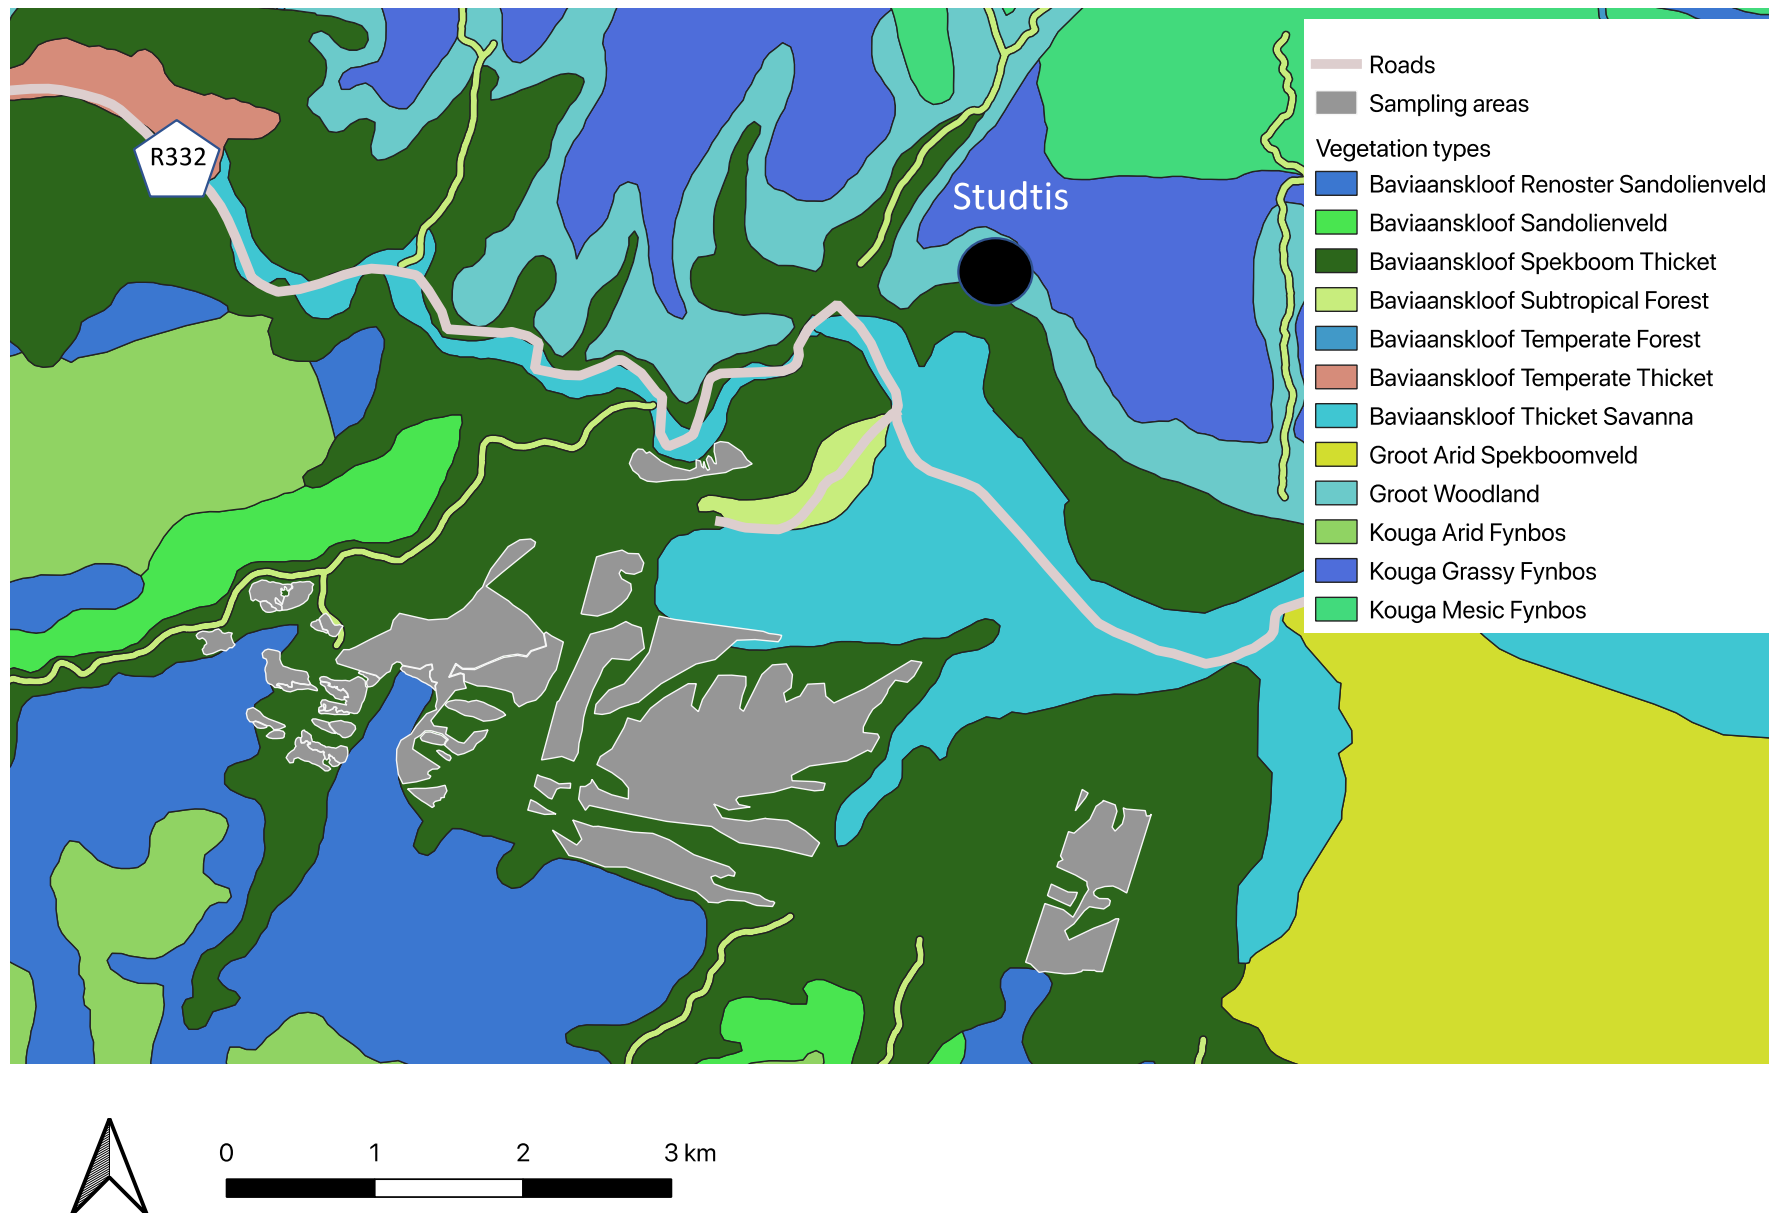 R332
Studtis
Roads
Sampling areas
Vegetation types
Baviaanskloof Renoster Sandolienveld
Baviaanskloof Sandolienveld
Baviaanskloof Spekboom Thicket
Baviaanskloof Subtropical Forest
Baviaanskloof Temperate Forest
Baviaanskloof Temperate Thicket
Baviaanskloof Thicket Savanna
Groot Arid Spekboomveld
Groot Woodland
Kouga Arid Fynbos
Kouga Grassy Fynbos
Kouga Mesic Fynbos
0 1 2 3 km